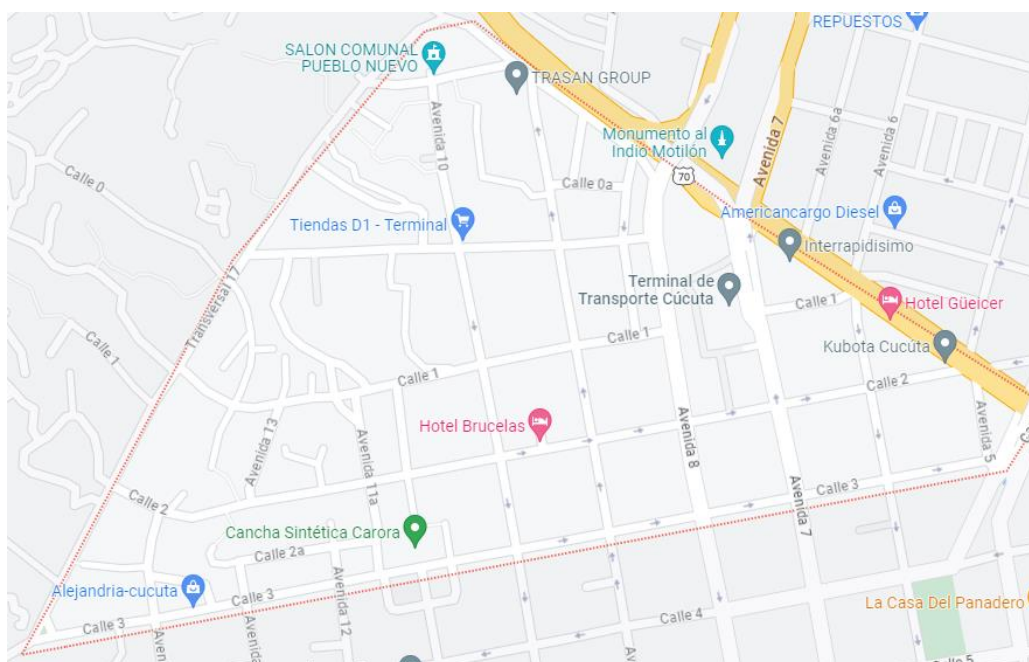 REPUESTOS
SALON COMUNAL
PUEBLO NUEVO
TRASAN GROUP
Avenida 10
Monumento al
Indio Motilón
Avenida 7
Avenida 6a
Avenida 6
70
Calle 0
Calle 0a
Tiendas D1 - Terminal
Americancargo Diesel
Interrapidisimo
Transversal 17
Terminal de
Transporte Cúcuta
Calle 1
Hotel Güeicer
Calle 1
Calle 1
Kubota Cucuta
Calle 1
Calle 2
Hotel Brucelas
Avenida 13
Avenida 11a
Avenida 8
Avenida 5
Calle 2
Avenida 7
Calle 3
Cancha Sintética Carora
Calle 2a
Alejandria-cucuta
Calle 3
Calle 3
Avenida 12
Calle 4
La Casa Del Panadero
Calle 5